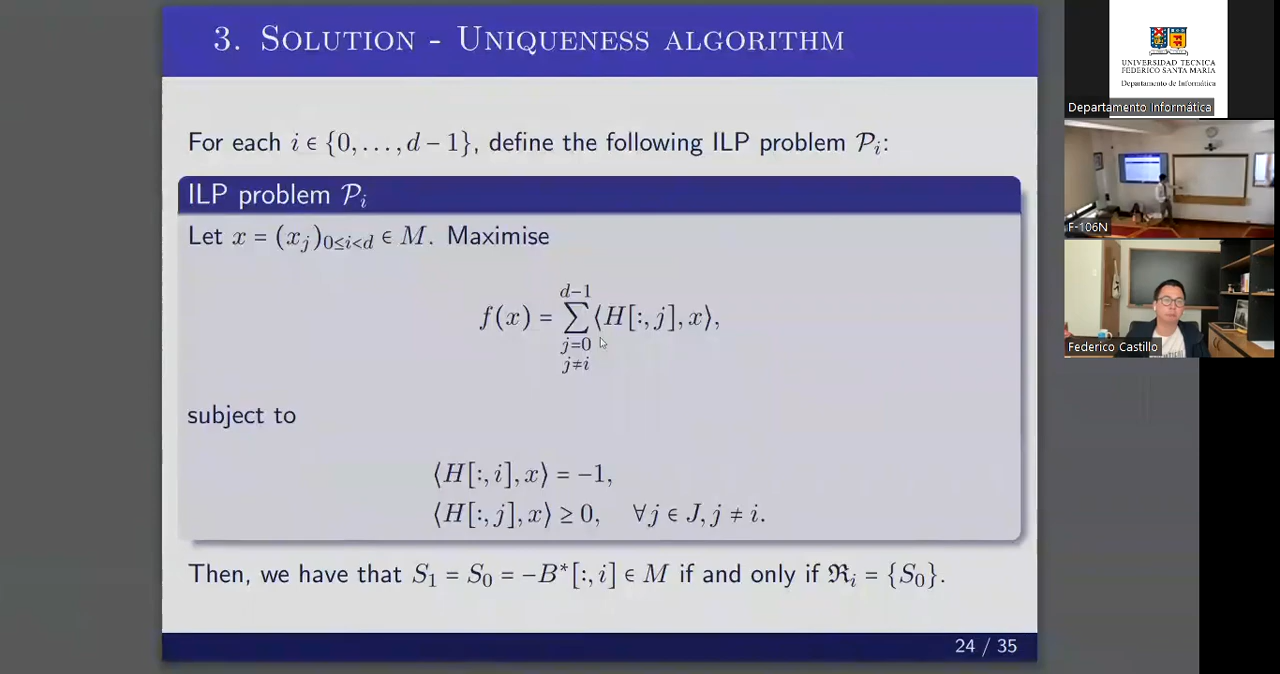 3. Solution - Uniqueness algorithm
For each i ∈ {0, . . . , d − 1}, define the following ILP problem 𝒫ᵢ:
ILP problem 𝒫ᵢ
Let x = (xⱼ)₀≤ᵢ<d ∈ M. Maximise
f(x) = ∑_{j=0, j≠i}^{d−1} ⟨H[:, j], x⟩,
subject to
⟨H[:, i], x⟩ = −1,
⟨H[:, j], x⟩ ≥ 0, ∀ j ∈ J, j ≠ i.
Then, we have that S₁ = S₀ = −B*[:, i] ∈ M if and only if ℜᵢ = {S₀}.
24 / 35
UNIVERSIDAD TECNICA
FEDERICO SANTA MARIA
Departamento de Informática
Departamento Informática
F-106N
Federico Castillo